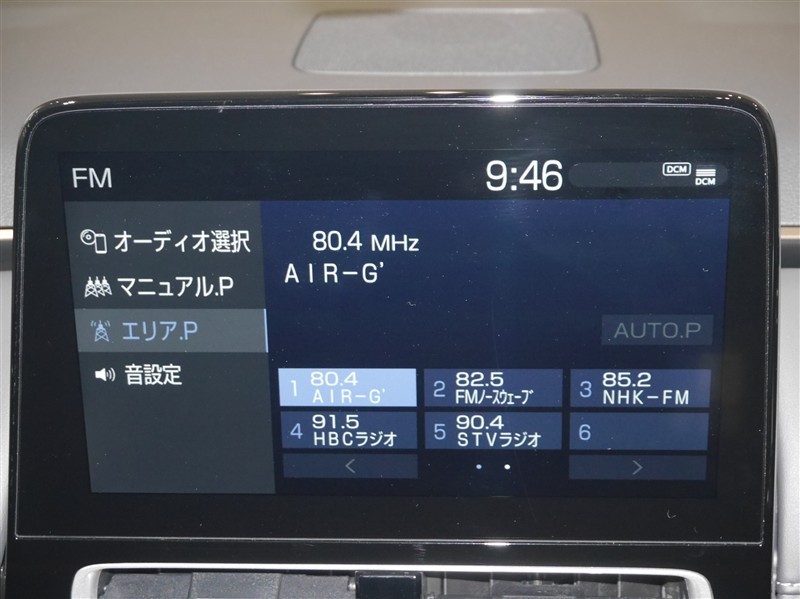 FM
9:46
DCM
DCM
オーディオ選択
マニュアル.P
エリア.P
音設定
80.4 MHz
AIR-G'
AUTO.P
1 80.4 AIR-G'
2 82.5 FMノースウェーブ
3 85.2 NHK-FM
4 91.5 HBCラジオ
5 90.4 STVラジオ
6
< >